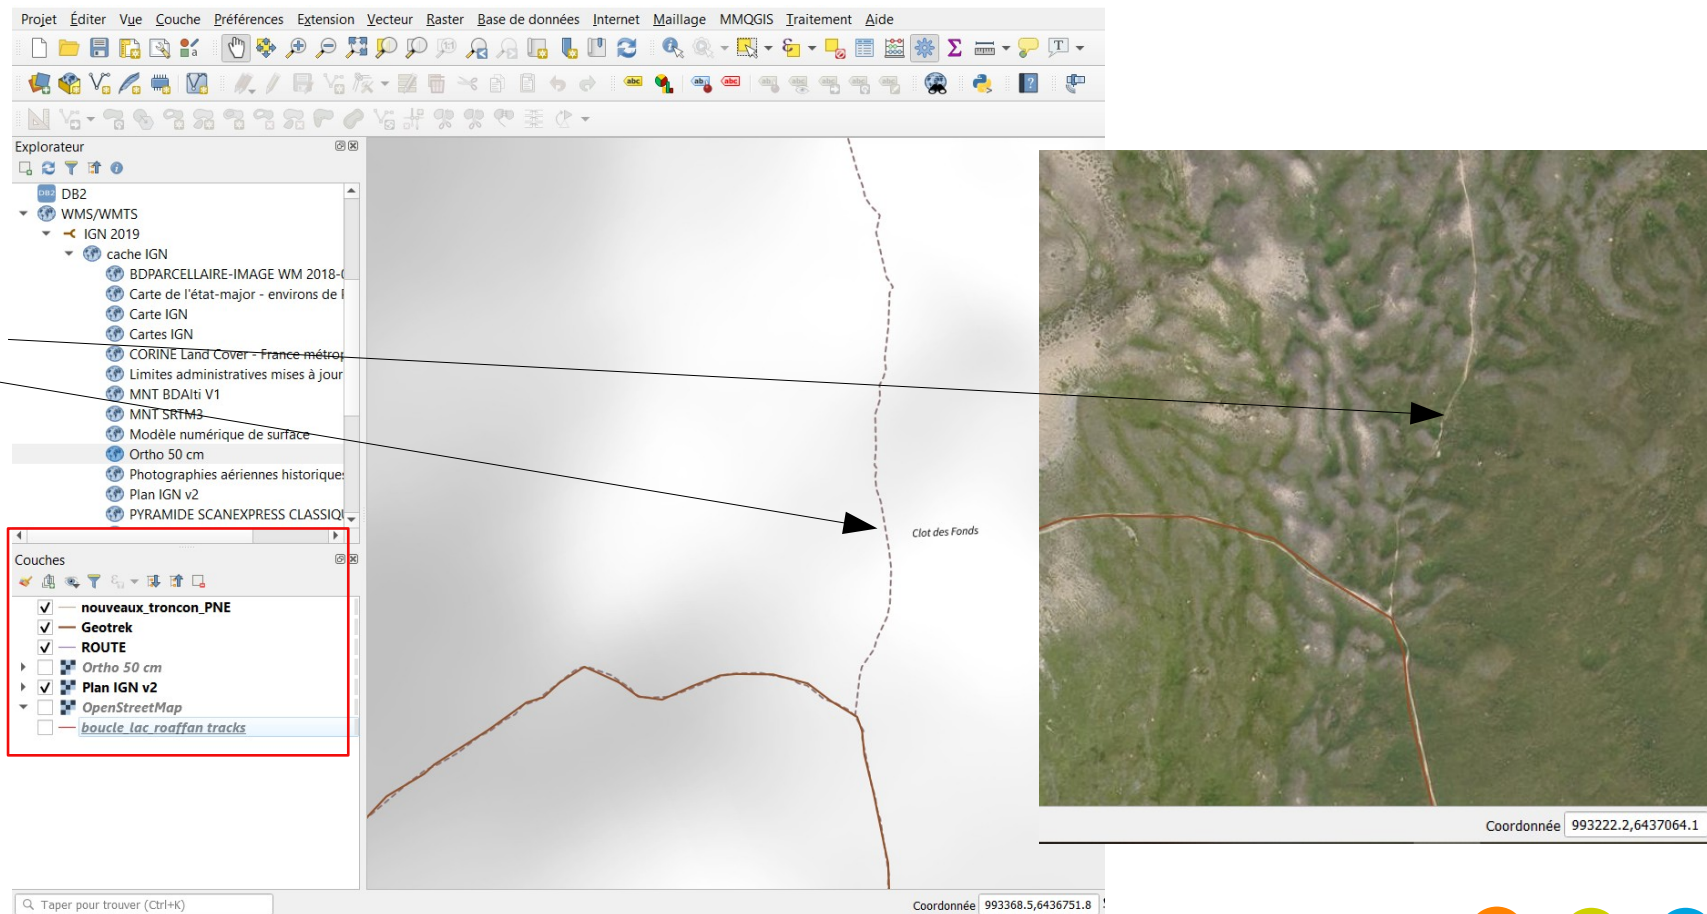 Projet Éditer Vue Couche Préférences Extension Vecteur Raster Base de données Internet Maillage MMQGIS Traitement Aide
Explorateur
DB2 DB2
WMS/WMTS
IGN 2019
cache IGN
BDPARCELLAIRE-IMAGE WM 2018-
Carte de l'état-major - environs de
Carte IGN
Cartes IGN
CORINE Land Cover - France métrop
Limites administratives mises à jour
MNT BDAlti V1
MNT SRTM3
Modèle numérique de surface
Ortho 50 cm
Photographies aériennes historiques
Plan IGN v2
PYRAMIDE SCANEXPRESS CLASSIQU
Couches
nouveaux_troncon_PNE
Geotrek
ROUTE
Ortho 50 cm
Plan IGN v2
OpenStreetMap
boucle_lac_roaffan tracks
Clot des Fonds
Coordonnée 993222.2,6437064.1
Taper pour trouver (Ctrl+K)
Coordonnée 993368.5,6436751.8